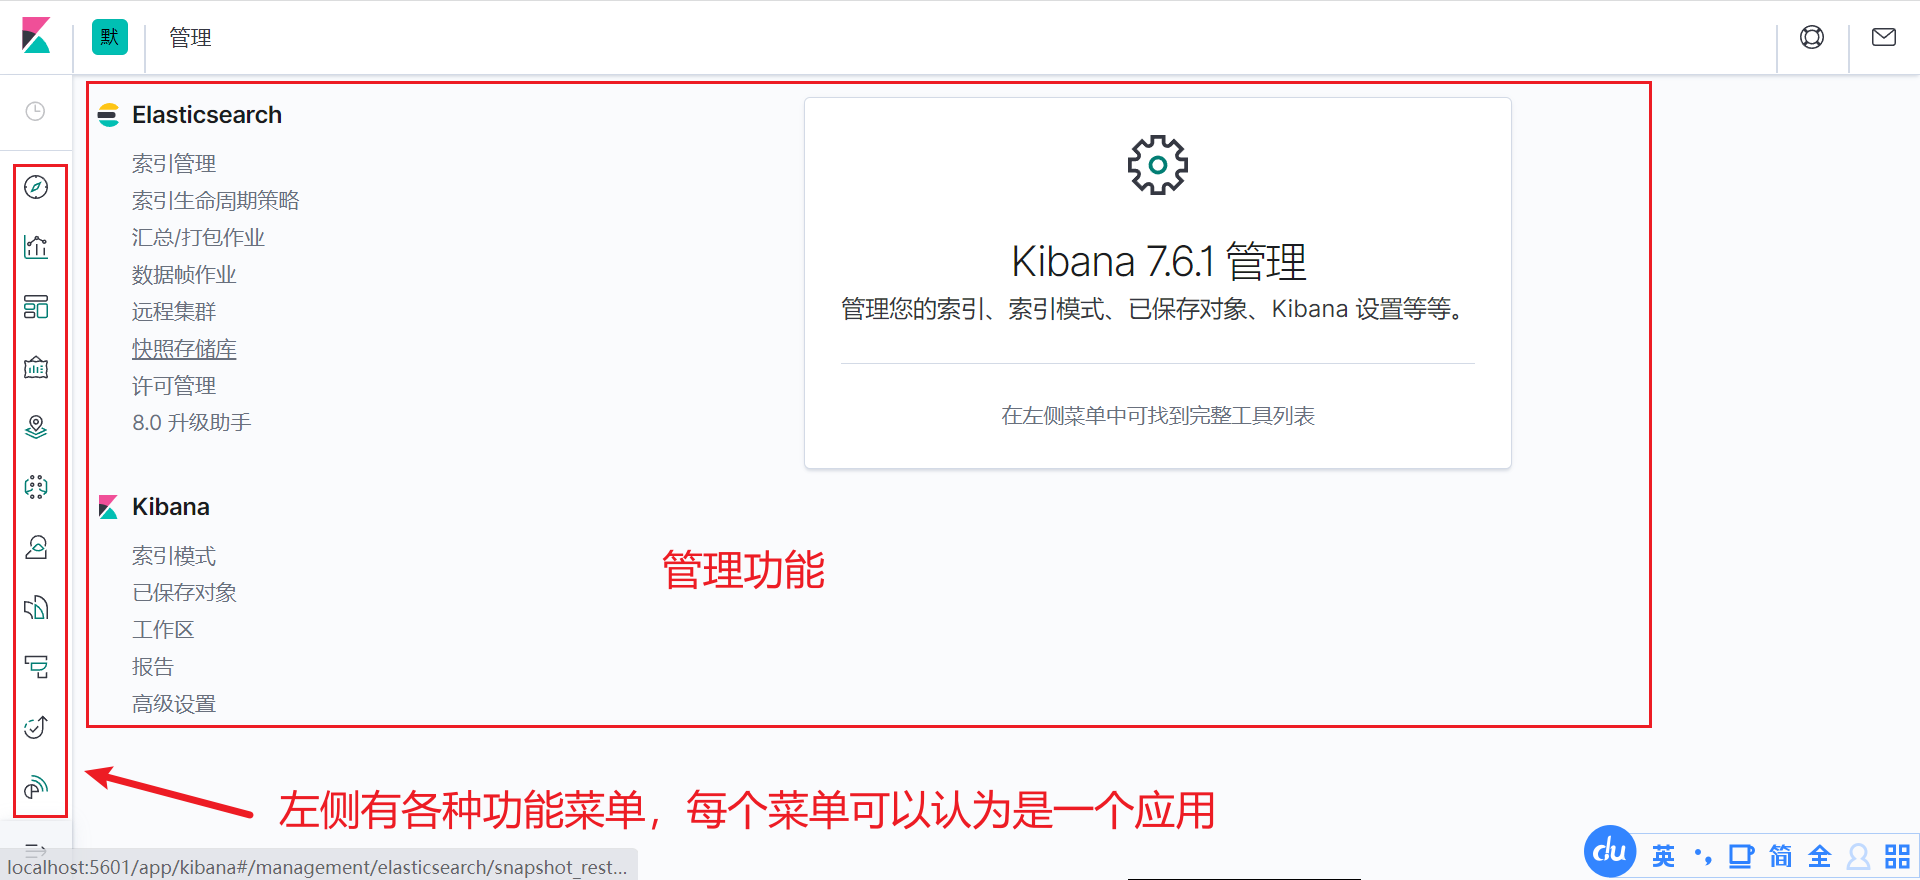 默 管理
Elasticsearch
索引管理
索引生命周期策略
汇总/打包作业
数据帧作业
远程集群
快照存储库
许可管理
8.0 升级助手
Kibana 7.6.1 管理
管理您的索引、索引模式、已保存对象、Kibana 设置等等。
在左侧菜单中可找到完整工具列表
Kibana
索引模式
已保存对象
工作区
报告
高级设置
管理功能
左侧有各种功能菜单，每个菜单可以认为是一个应用
localhost:5601/app/kibana#/management/elasticsearch/snapshot_rest...
du 英 简 全